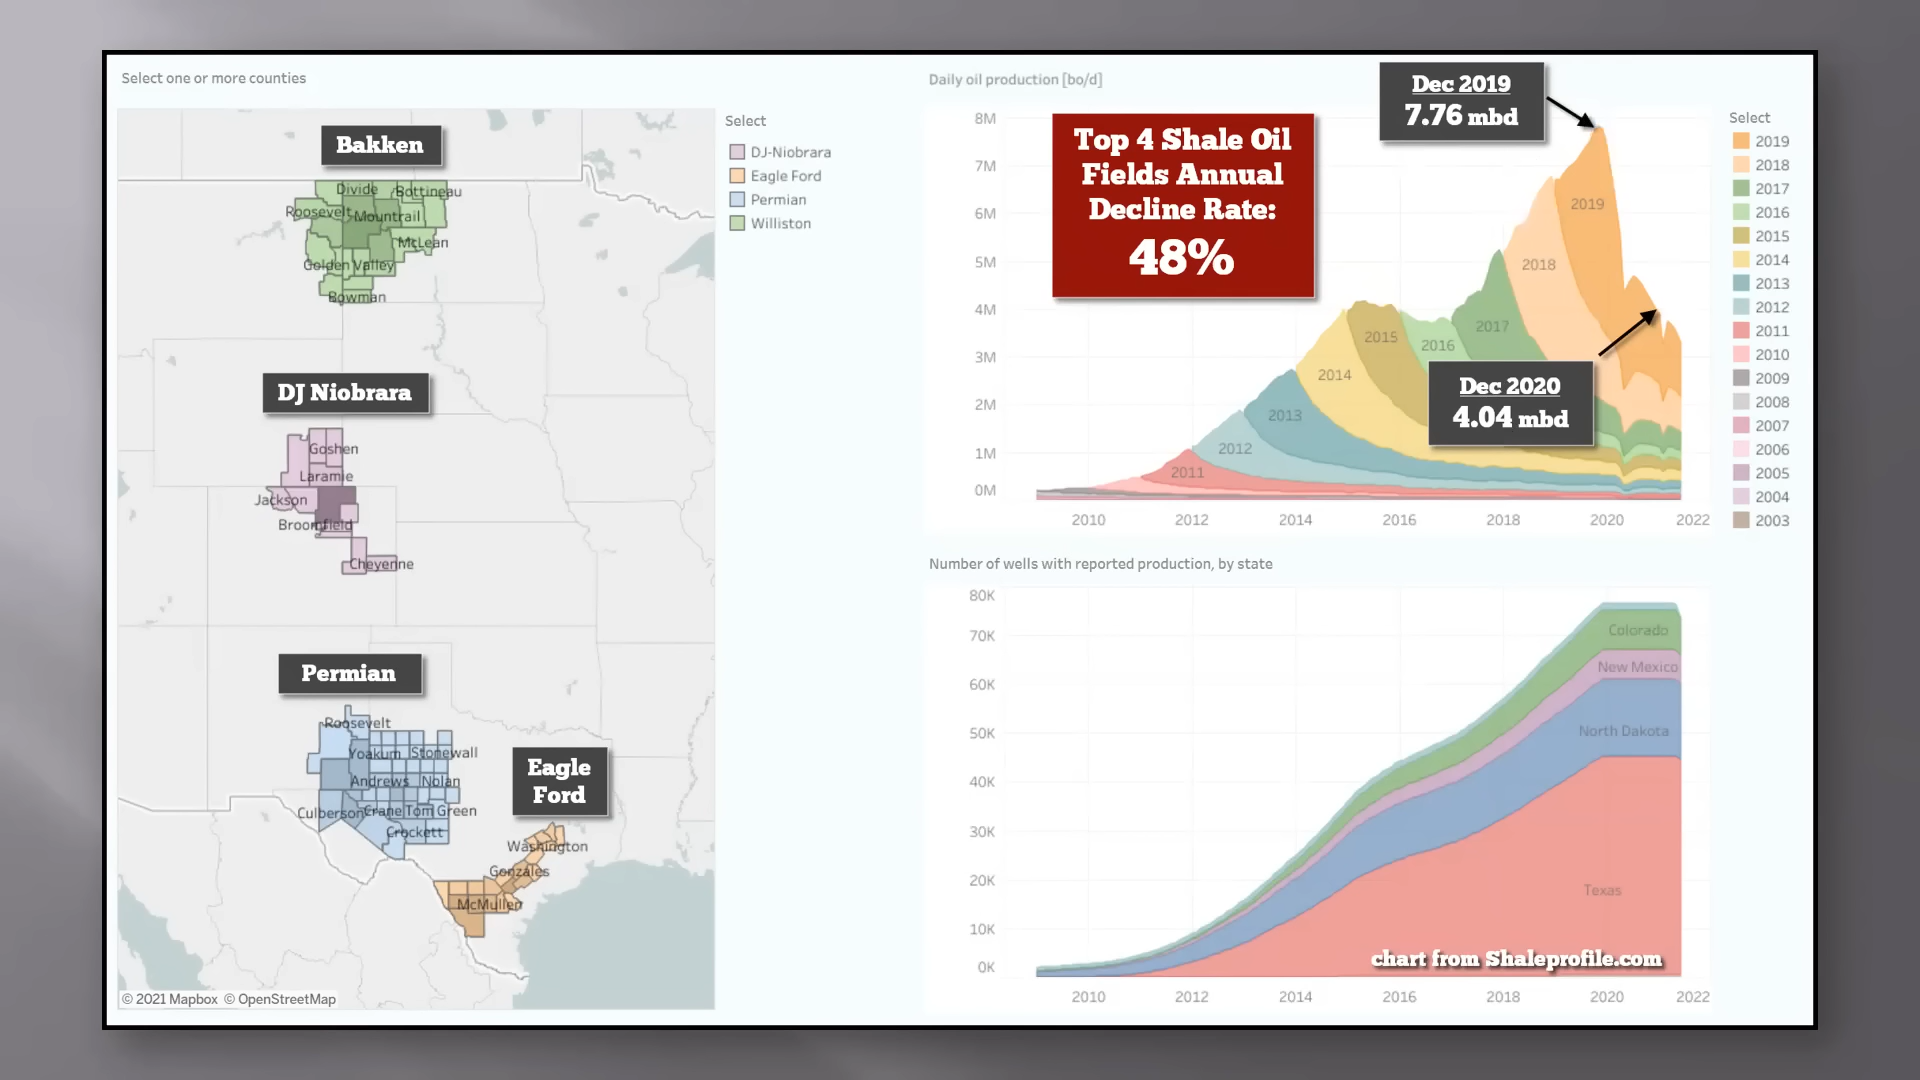 Select one or more counties
Bakken
Divide
Bottineau
Roosevelt
Mountrail
McLean
Golden Valley
Bowman
DJ Niobrara
Goshen
Laramie
Jackson
Broomfield
Cheyenne
Permian
Roosevelt
Yoakum
Stonewall
Andrews
Nolan
Culberson
Crane
Tom Green
Crockett
Eagle
Ford
Washington
Gonzales
McMullen
© 2021 Mapbox © OpenStreetMap
Select
DJ-Niobrara
Eagle Ford
Permian
Williston
Daily oil production [bo/d]
Top 4 Shale Oil
Fields Annual
Decline Rate:
48%
Dec 2019
7.76 mbd
Dec 2020
4.04 mbd
8M
7M
6M
5M
4M
3M
2M
1M
0M
2011
2012
2013
2014
2015
2016
2017
2018
2019
2010
2012
2014
2016
2018
2020
2022
Select
2019
2018
2017
2016
2015
2014
2013
2012
2011
2010
2009
2008
2007
2006
2005
2004
2003
Number of wells with reported production, by state
80K
70K
60K
50K
40K
30K
20K
10K
0K
Colorado
New Mexico
North Dakota
Texas
chart from Shaleprofile.com
2010
2012
2014
2016
2018
2020
2022